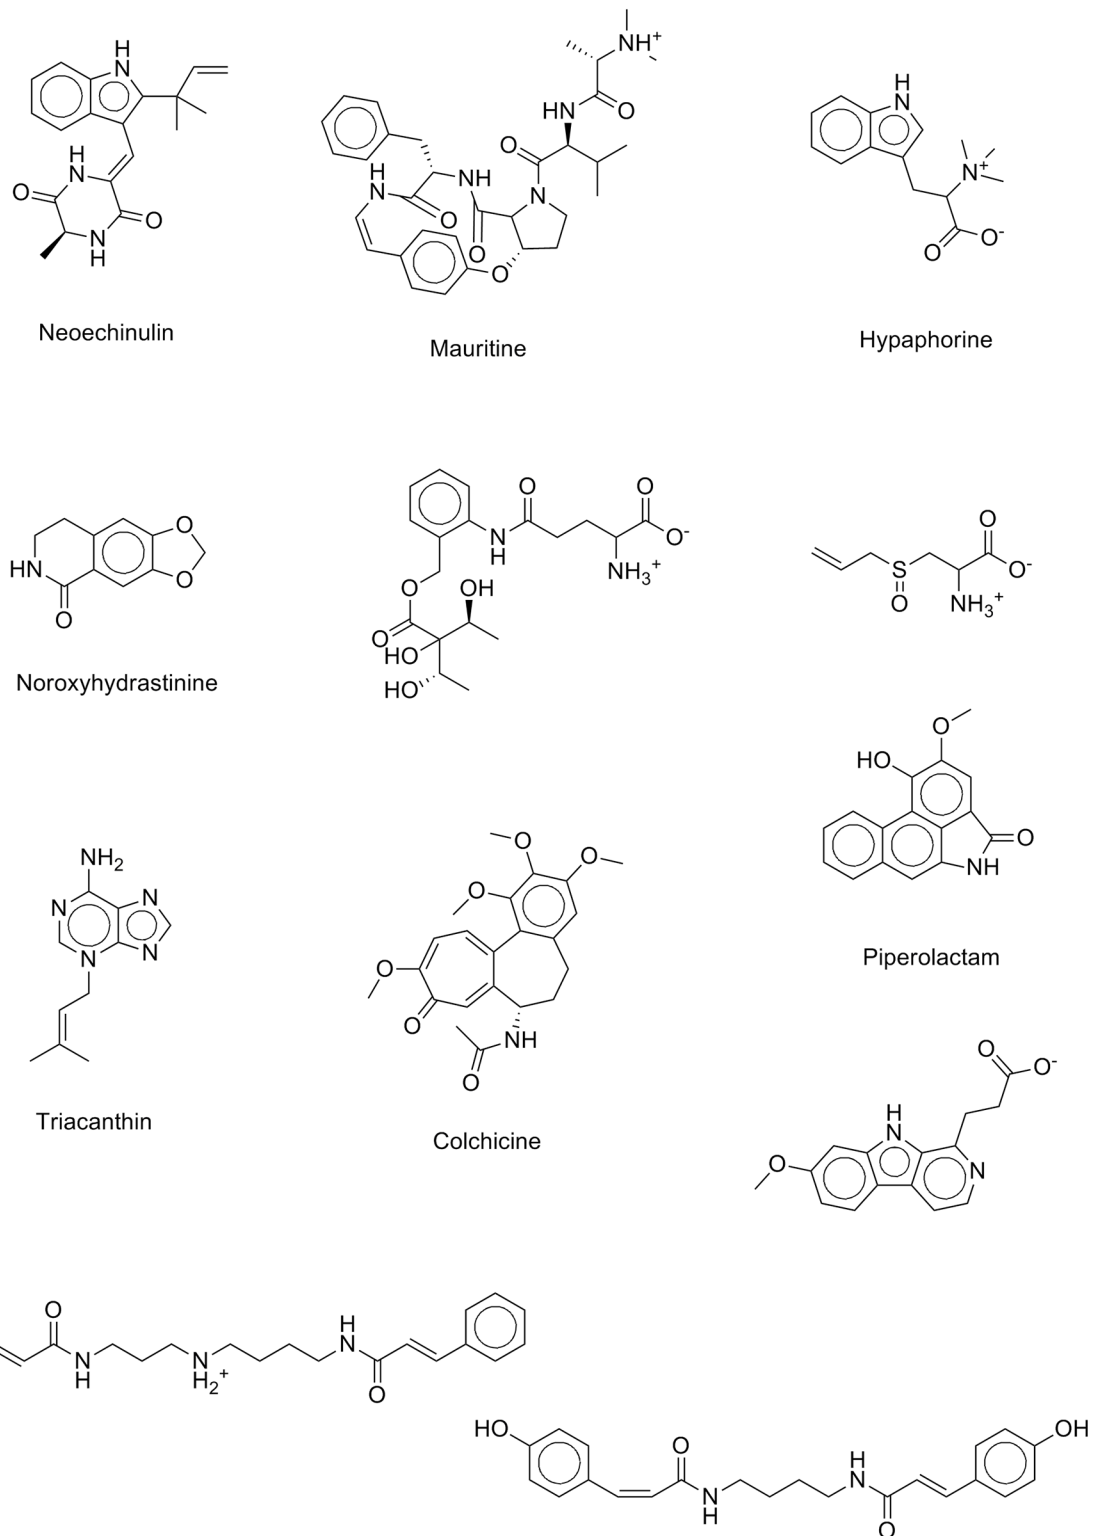 Neoechinulin
Mauritine
Hypaphorine
Noroxyhydrastinine
Piperolactam
Triacanthin
Colchicine